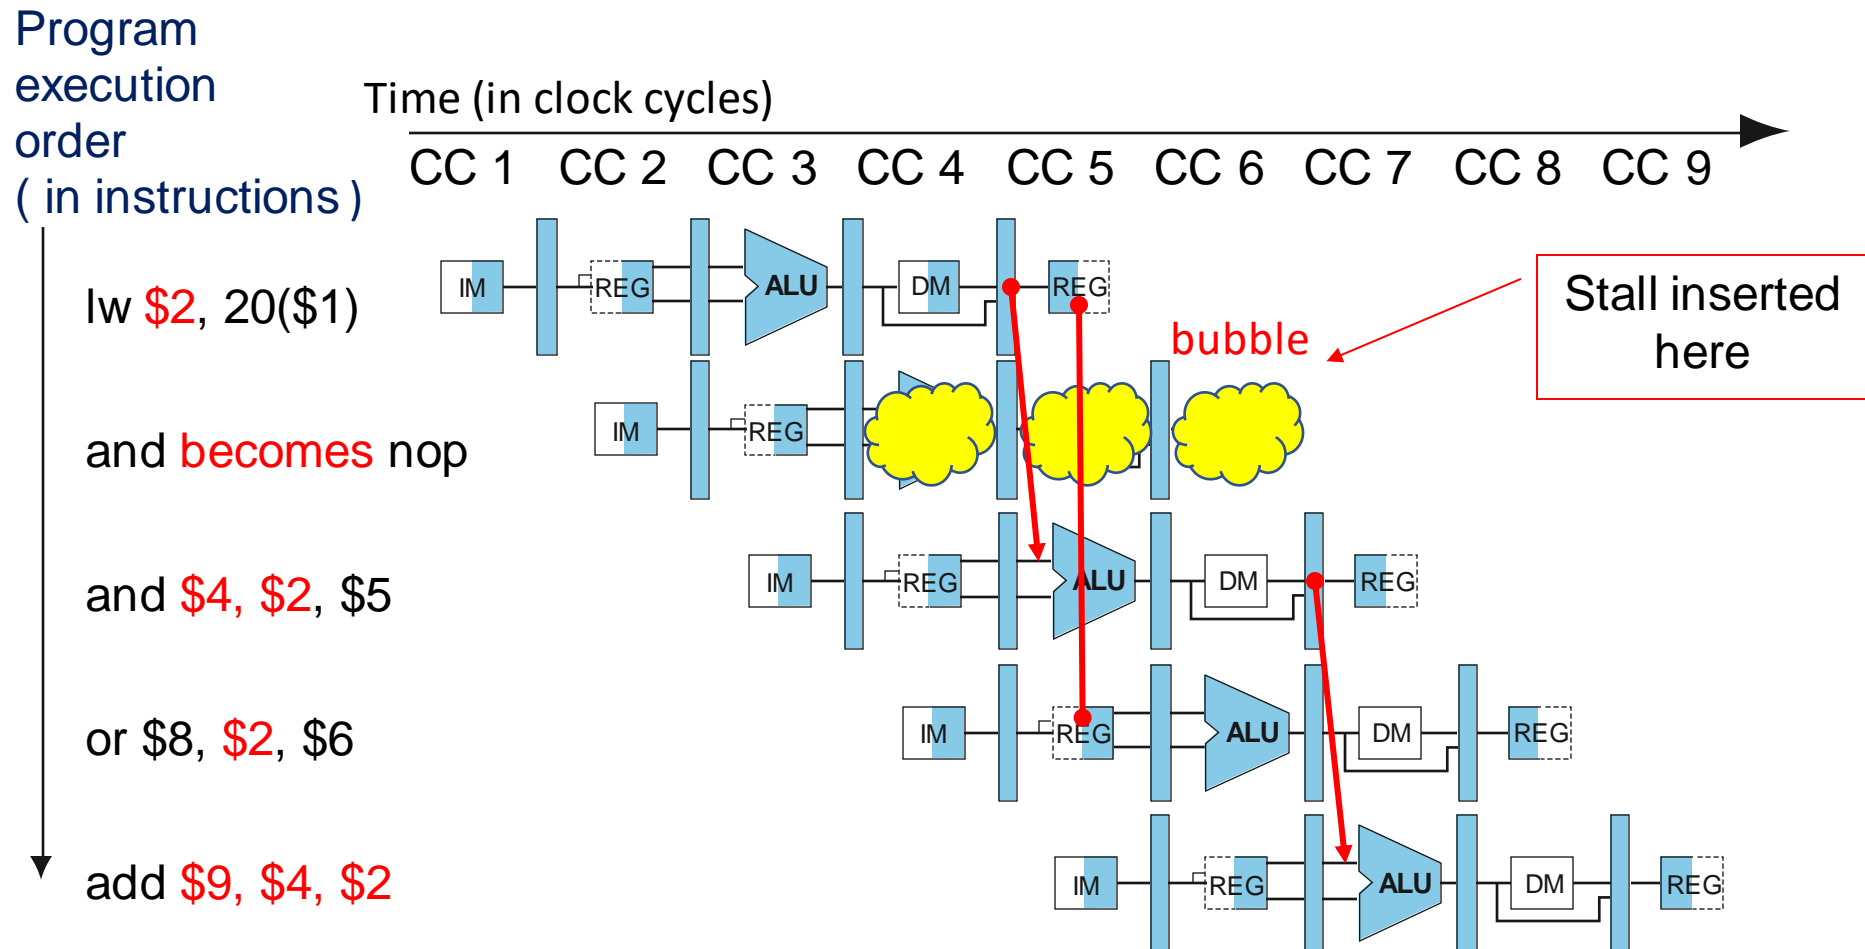 Program
execution
order
( in instructions )
Time (in clock cycles)
CC 1 CC 2 CC 3 CC 4 CC 5 CC 6 CC 7 CC 8 CC 9
lw $2, 20($1)
IM REG ALU DM REG
bubble
Stall inserted
here
and becomes nop
IM REG
and $4, $2, $5
IM REG ALU DM REG
or $8, $2, $6
IM REG ALU DM REG
add $9, $4, $2
IM REG ALU DM REG